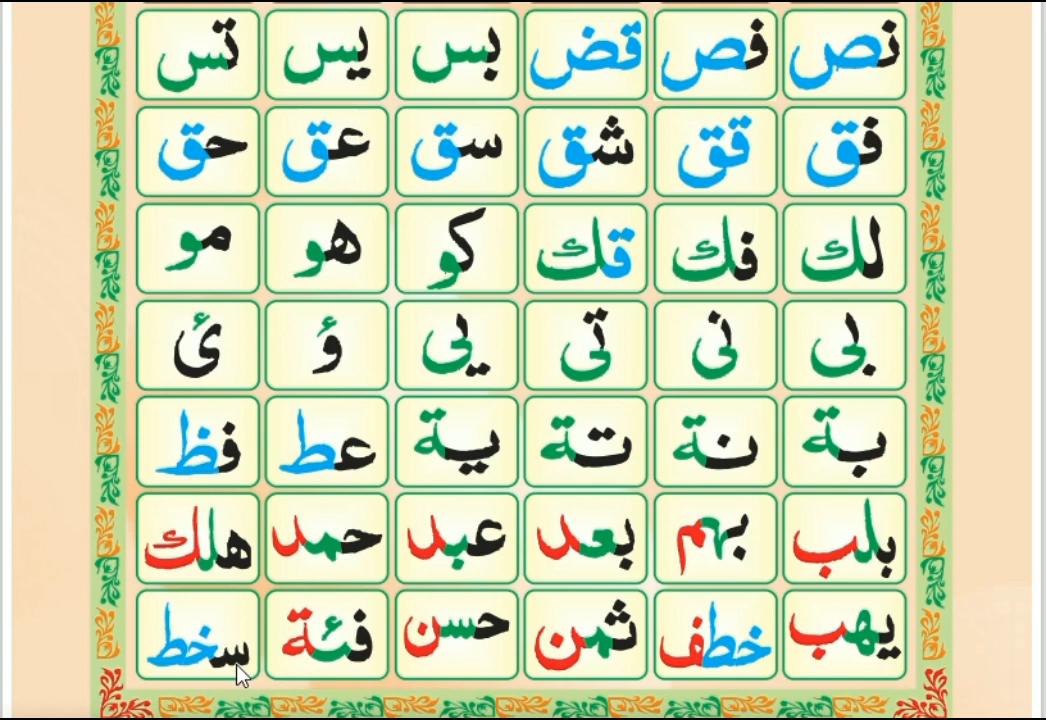 نص فص قض بس يس تس
فق قق شق سق عق حق
لك فك قك كو هو مو
بى نى تى يى ؤ ئ
بة نة تة ية عط فظ
بلب بهم بعد عبد حمد هلك
يهب خطف ثمن حسن فئة سخط